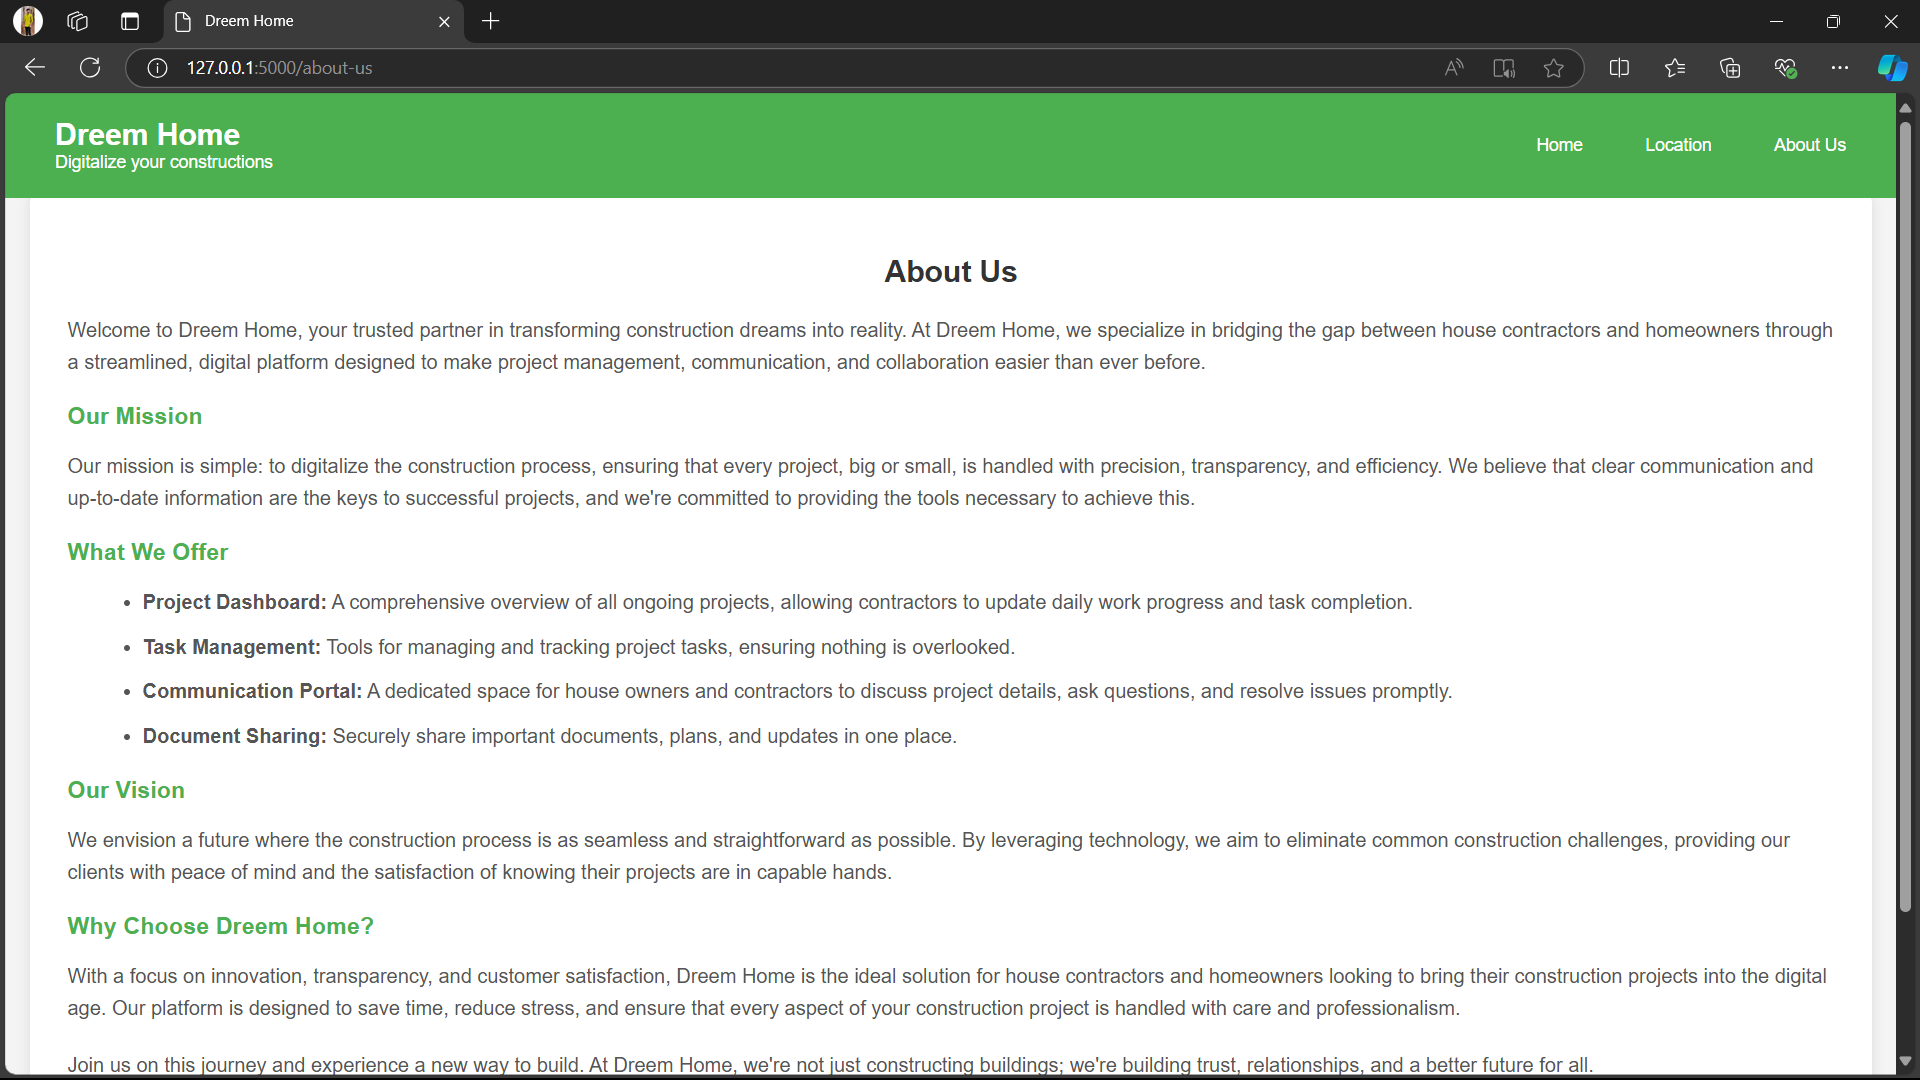 Dreem Home
127.0.0.1:5000/about-us
Dreem Home
Digitalize your constructions
Home
Location
About Us
About Us
Welcome to Dreem Home, your trusted partner in transforming construction dreams into reality. At Dreem Home, we specialize in bridging the gap between house contractors and homeowners through
a streamlined, digital platform designed to make project management, communication, and collaboration easier than ever before.
Our Mission
Our mission is simple: to digitalize the construction process, ensuring that every project, big or small, is handled with precision, transparency, and efficiency. We believe that clear communication and
up-to-date information are the keys to successful projects, and we're committed to providing the tools necessary to achieve this.
What We Offer
• Project Dashboard: A comprehensive overview of all ongoing projects, allowing contractors to update daily work progress and task completion.
• Task Management: Tools for managing and tracking project tasks, ensuring nothing is overlooked.
• Communication Portal: A dedicated space for house owners and contractors to discuss project details, ask questions, and resolve issues promptly.
• Document Sharing: Securely share important documents, plans, and updates in one place.
Our Vision
We envision a future where the construction process is as seamless and straightforward as possible. By leveraging technology, we aim to eliminate common construction challenges, providing our
clients with peace of mind and the satisfaction of knowing their projects are in capable hands.
Why Choose Dreem Home?
With a focus on innovation, transparency, and customer satisfaction, Dreem Home is the ideal solution for house contractors and homeowners looking to bring their construction projects into the digital
age. Our platform is designed to save time, reduce stress, and ensure that every aspect of your construction project is handled with care and professionalism.
Join us on this journey and experience a new way to build. At Dreem Home, we're not just constructing buildings; we're building trust, relationships, and a better future for all.